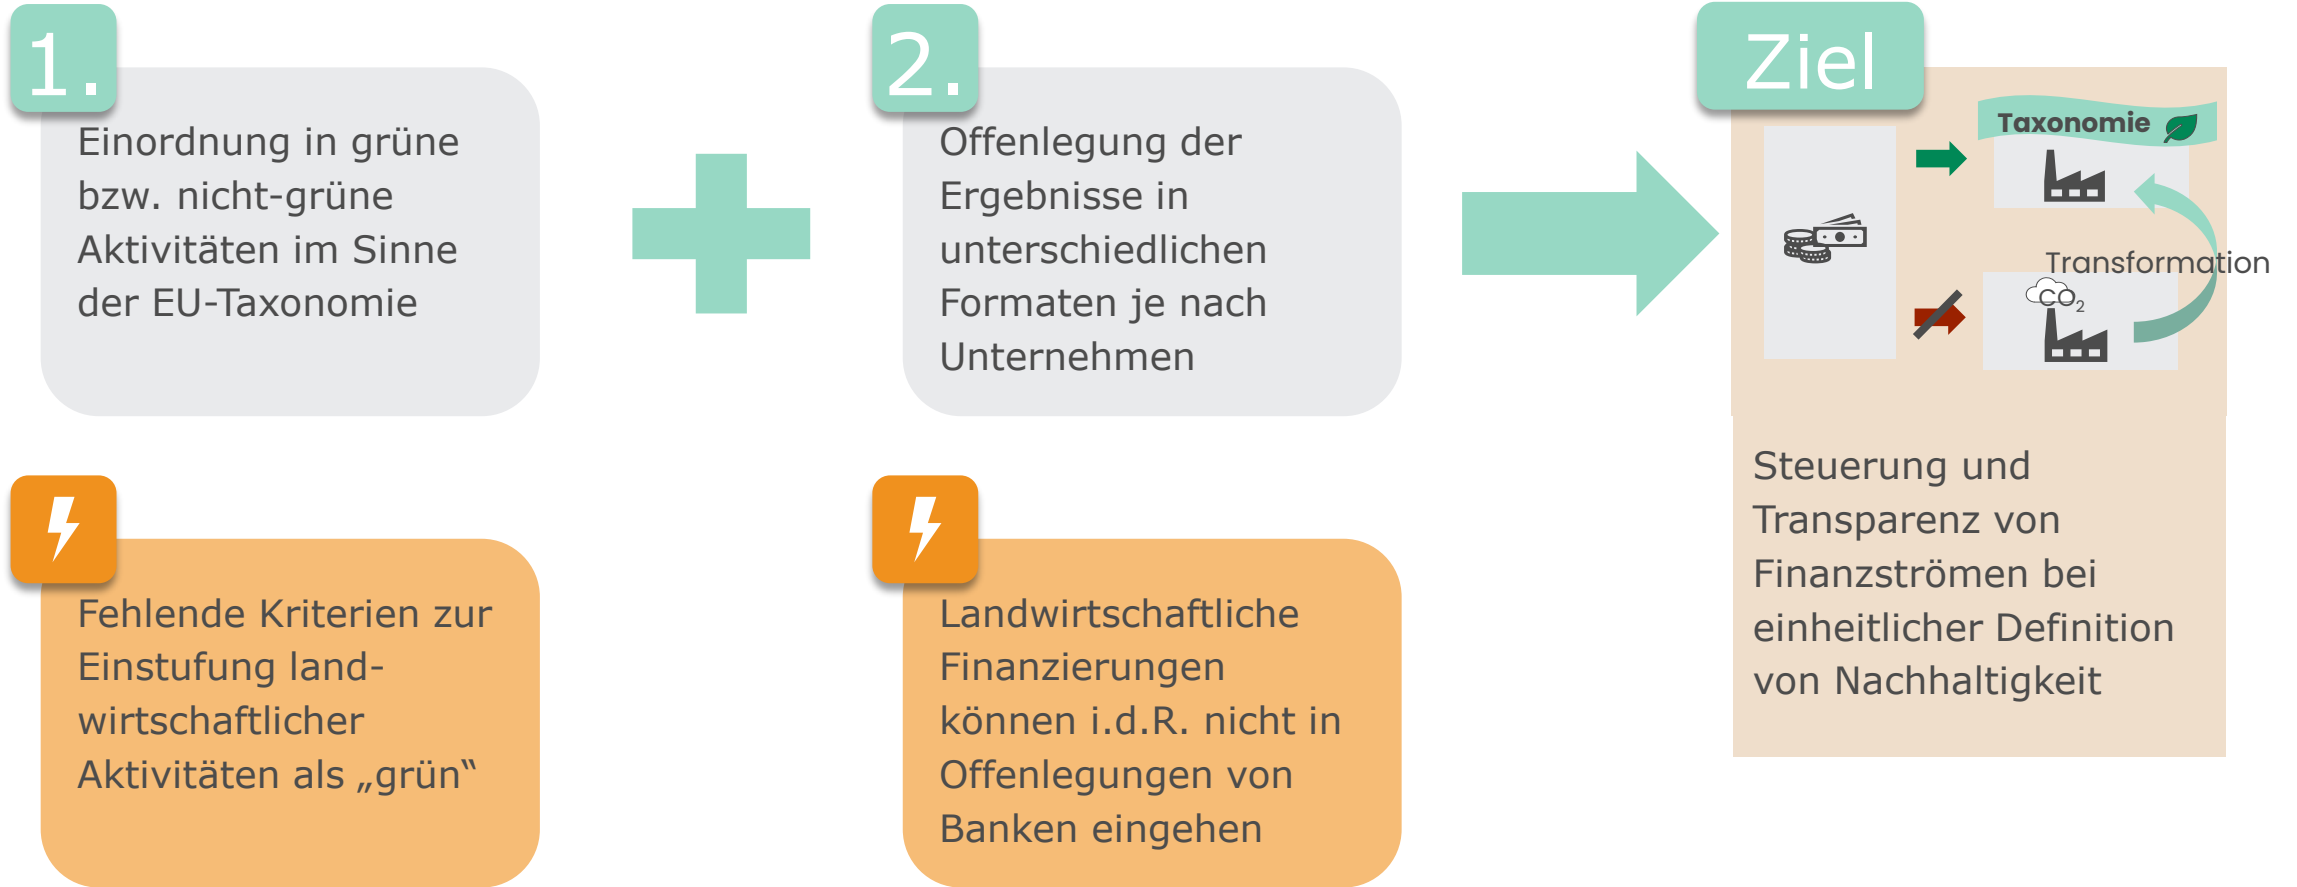 1.
Einordnung in grüne
bzw. nicht-grüne
Aktivitäten im Sinne
der EU-Taxonomie
2.
Offenlegung der
Ergebnisse in
unterschiedlichen
Formaten je nach
Unternehmen
Ziel
Taxonomie
Transformation
CO₂
Steuerung und
Transparenz von
Finanzströmen bei
einheitlicher Definition
von Nachhaltigkeit
Fehlende Kriterien zur
Einstufung land-
wirtschaftlicher
Aktivitäten als „grün“
Landwirtschaftliche
Finanzierungen
können i.d.R. nicht in
Offenlegungen von
Banken eingehen